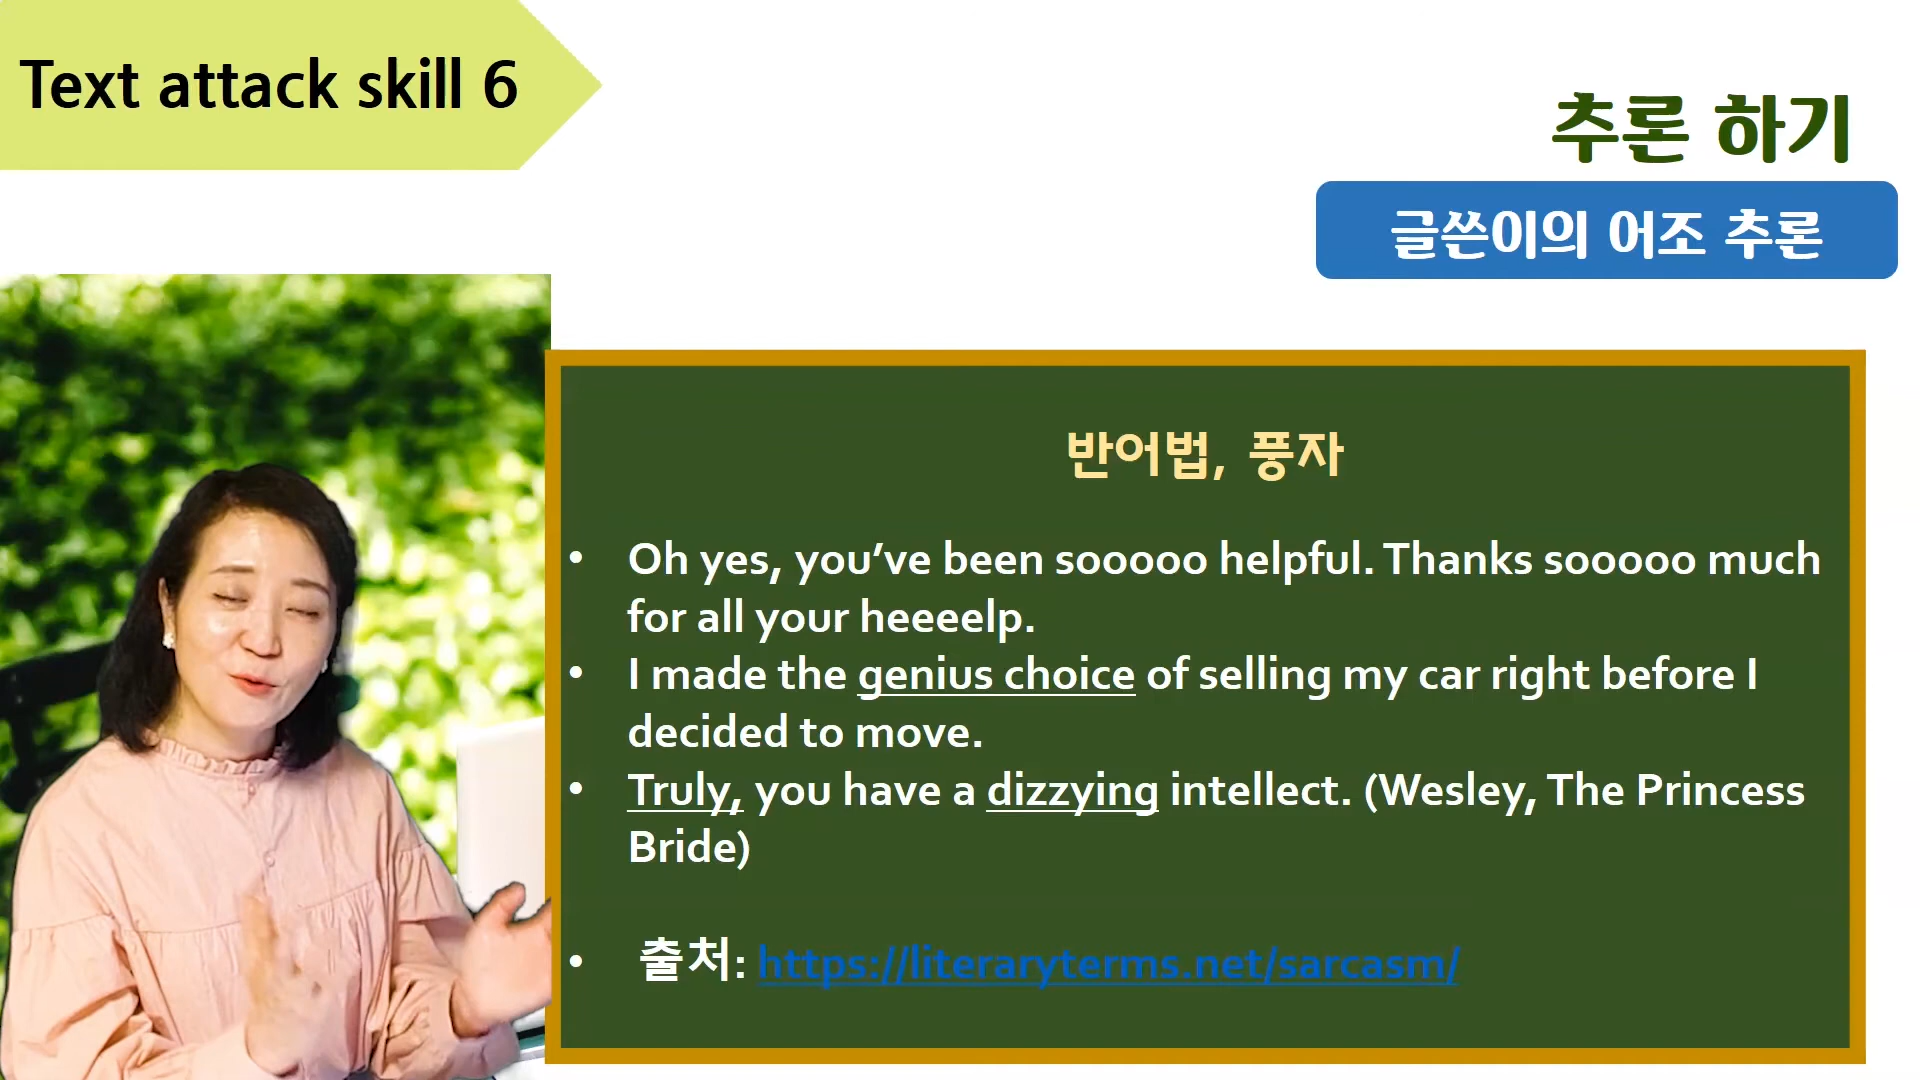 Text attack skill 6
추론 하기
글쓴이의 어조 추론
반어법, 풍자
• Oh yes, you’ve been sooooo helpful. Thanks sooooo much
for all your heeeelp.
• I made the genius choice of selling my car right before I
decided to move.
• Truly, you have a dizzying intellect. (Wesley, The Princess
Bride)
• 출처: https://literaryterms.net/sarcasm/